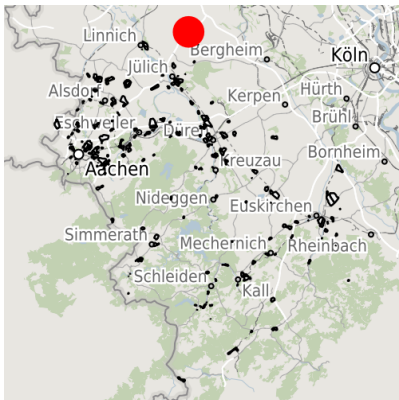 Linnich
Bergheim
Köln
Jülich
Alsdorf
Kerpen
Hürth
Eschweiler
Düren
Brühl
Aachen
Kreuzau
Bornheim
Nideggen
Euskirchen
Simmerath
Mechernich
Rheinbach
Schleiden
Kall